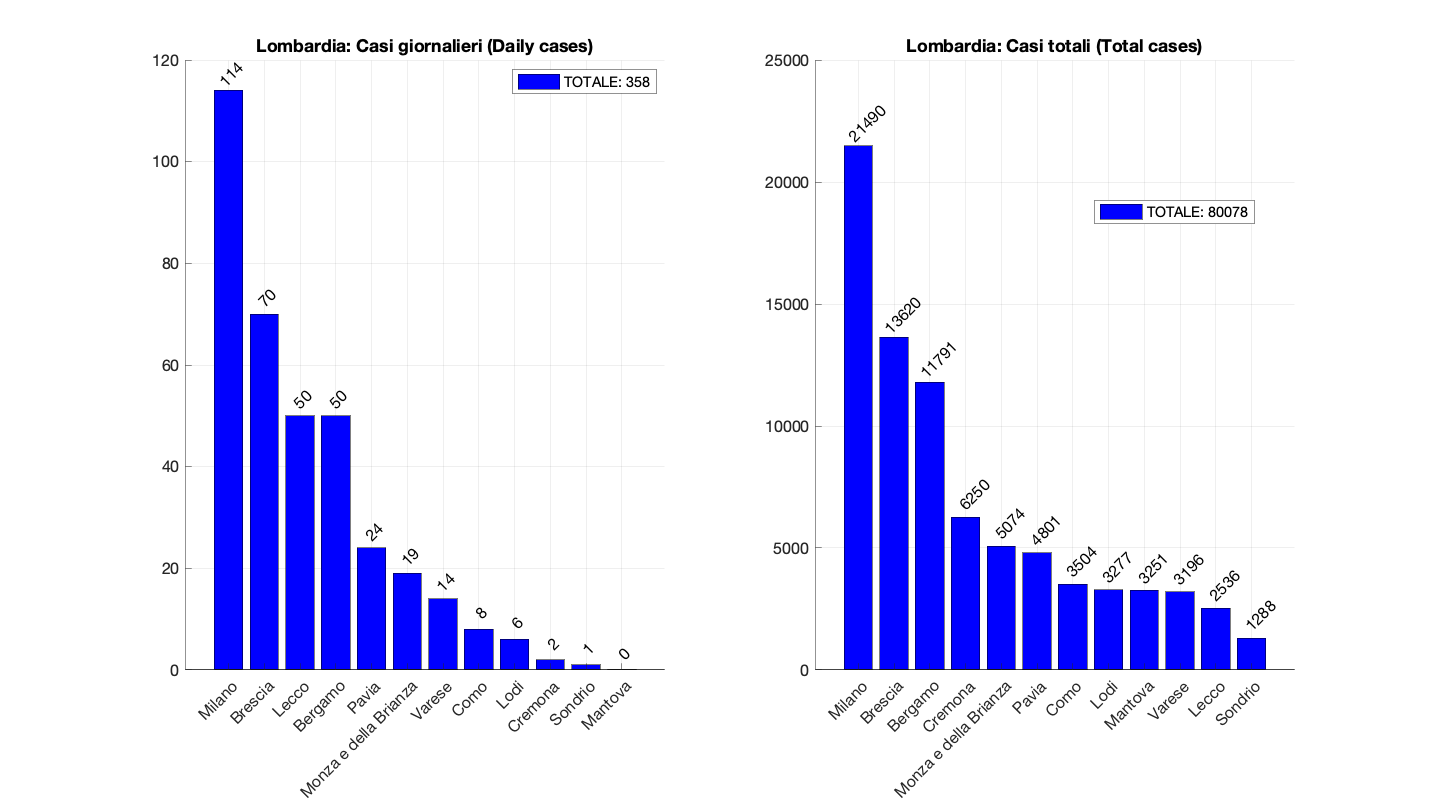 Lombardia: Casi giornalieri (Daily cases)
TOTALE: 358
120
100
80
60
40
20
0
114
70
50
50
24
19
14
8
6
2
1
0
Milano
Brescia
Lecco
Bergamo
Pavia
Monza e della Brianza
Varese
Como
Lodi
Cremona
Sondrio
Mantova
Lombardia: Casi totali (Total cases)
TOTALE: 80078
25000
20000
15000
10000
5000
0
21490
13620
11791
6250
5074
4801
3504
3277
3251
3196
2536
1288
Milano
Brescia
Bergamo
Cremona
Monza e della Brianza
Pavia
Como
Lodi
Mantova
Varese
Lecco
Sondrio